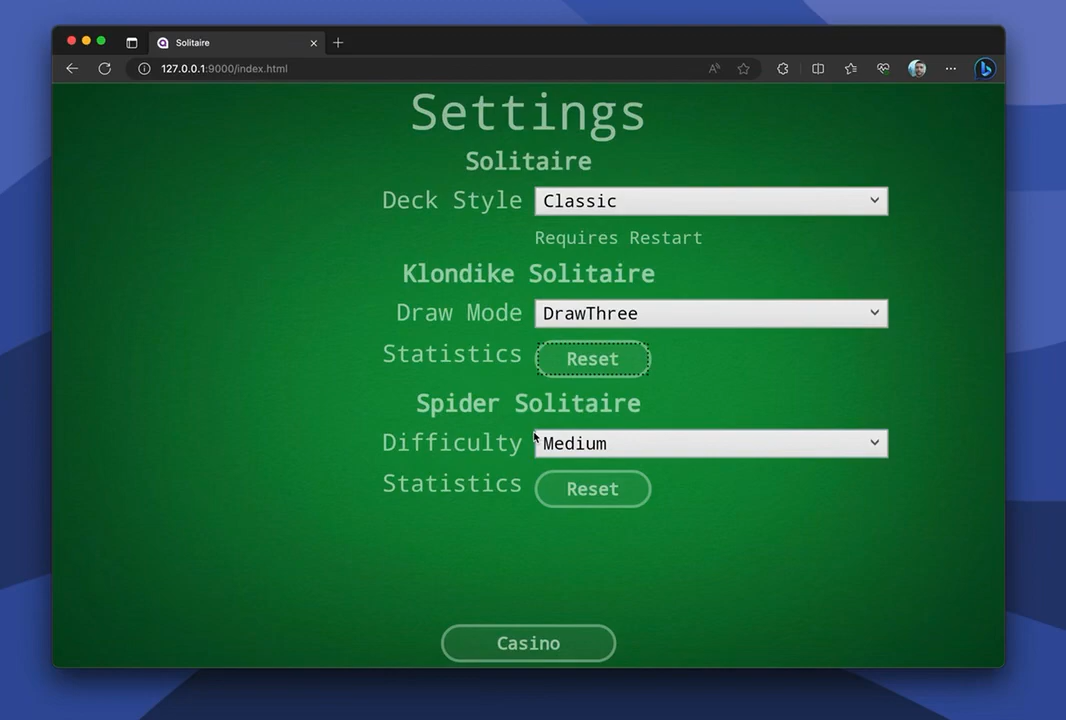 Solitaire
127.0.0.1:9000/index.html
Settings
Solitaire
Deck Style Classic
Requires Restart
Klondike Solitaire
Draw Mode DrawThree
Statistics Reset
Spider Solitaire
Difficulty Medium
Statistics Reset
Casino